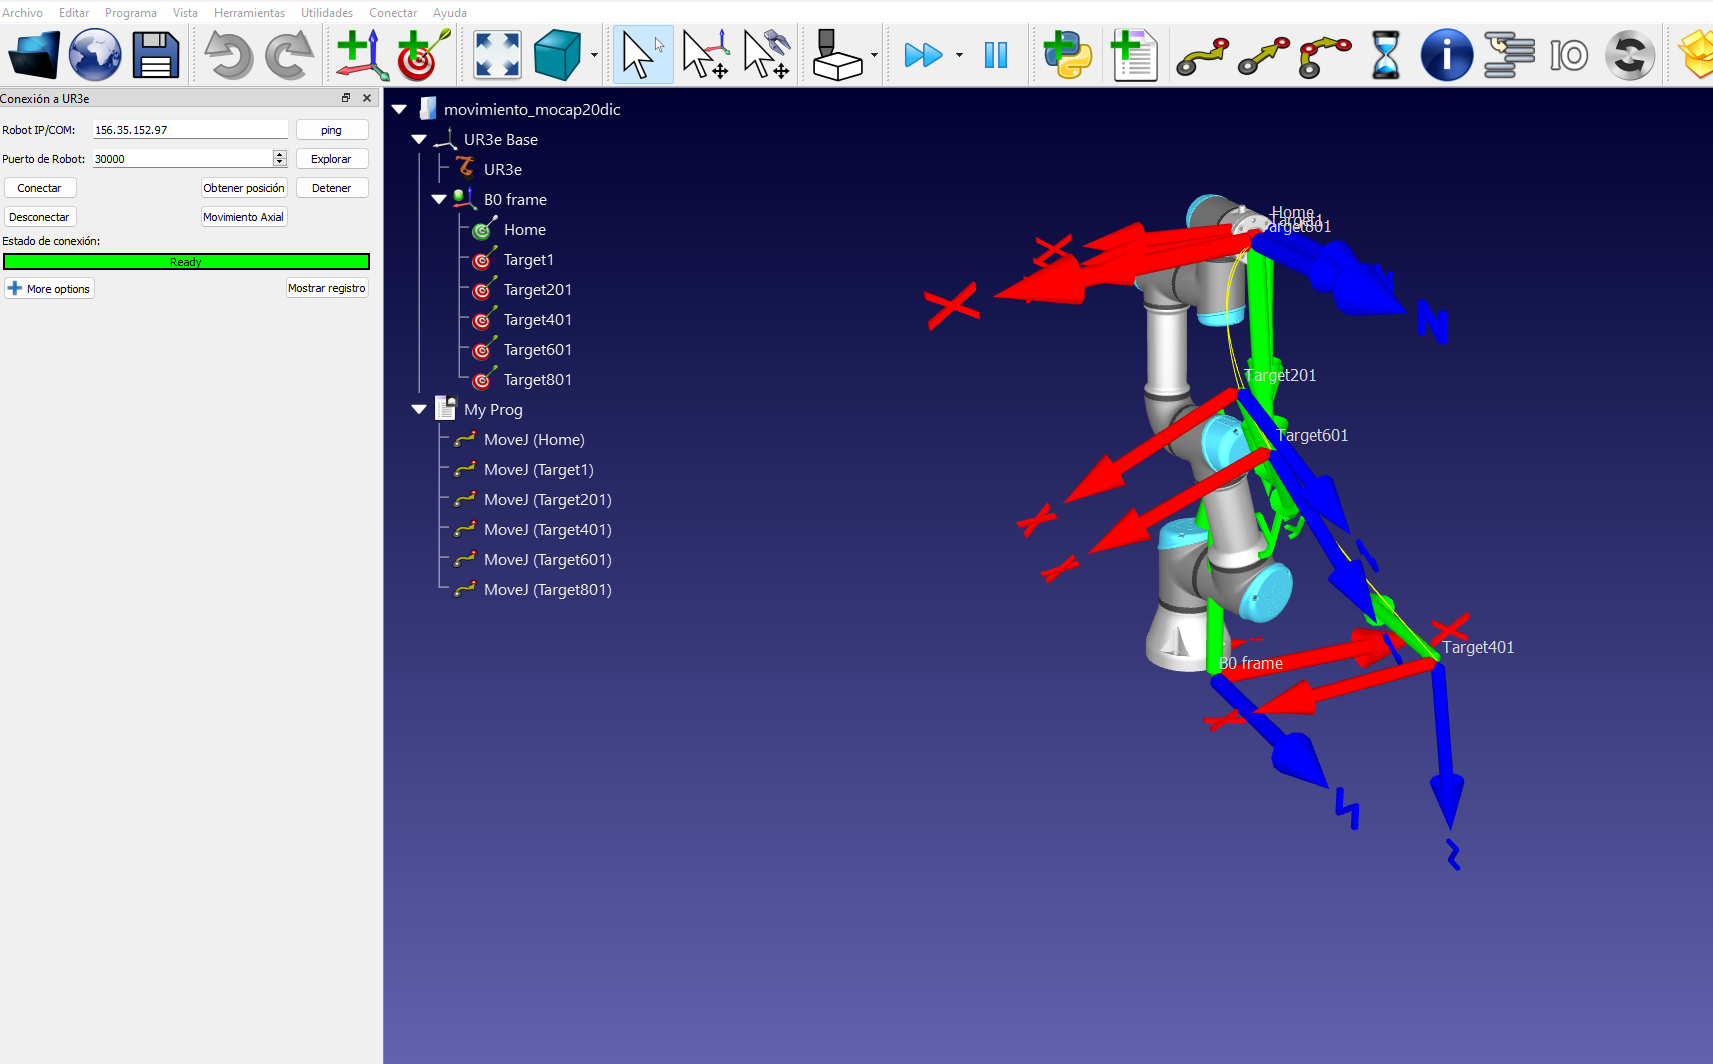 Archivo Editar Programa Vista Herramientas Utilidades Conectar Ayuda
IO
Conexión a UR3e
Robot IP/COM: 156.35.152.97 ping
Puerto de Robot: 30000 Explorar
Conectar Obtener posición Detener
Desconectar Movimiento Axial
Estado de conexión:
Ready
More options Mostrar registro
movimiento_mocap20dic
UR3e Base
UR3e
B0 frame
Home
Target1
Target201
Target401
Target601
Target801
My Prog
MoveJ (Home)
MoveJ (Target1)
MoveJ (Target201)
MoveJ (Target401)
MoveJ (Target601)
MoveJ (Target801)
Home
Target1
Target801
X
X
Target201
Target601
X
X
X
Target401
B0 frame
X